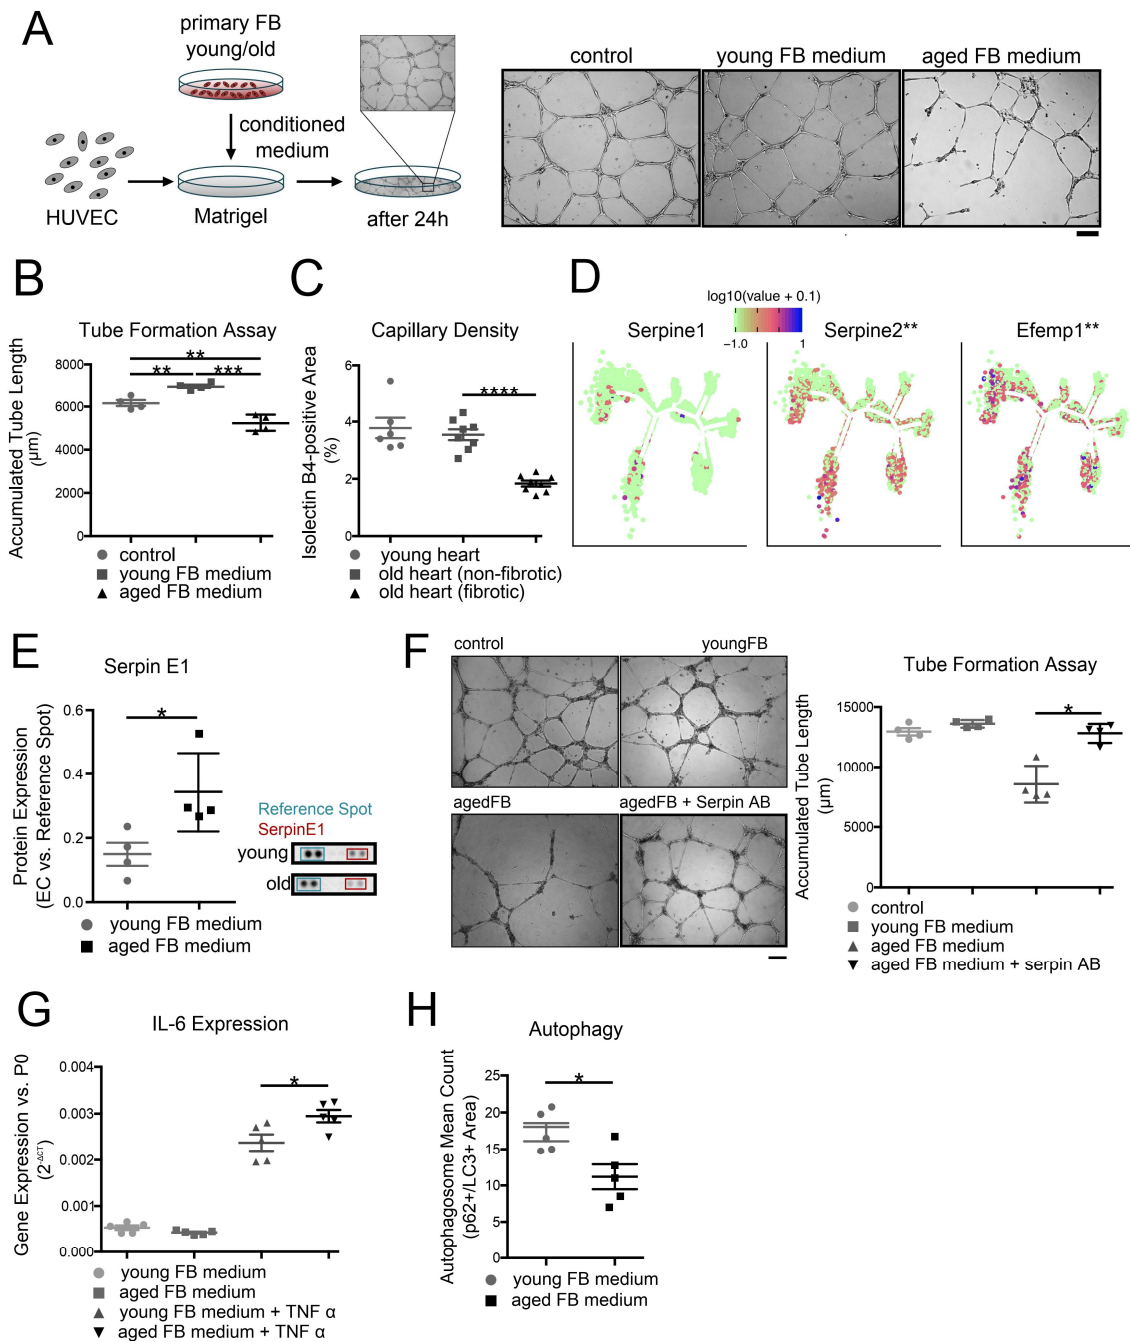 A
primary FB
young/old
conditioned
medium
HUVEC
Matrigel
after 24h
control
young FB medium
aged FB medium
B
Tube Formation Assay
Accumulated Tube Length
(µm)
8000
6000
4000
2000
0
**
**
***
control
young FB medium
aged FB medium
C
Capillary Density
Isolectin B4-positive Area
(%)
6
4
2
0
****
young heart
old heart (non-fibrotic)
old heart (fibrotic)
D
log10(value + 0.1)
−1.0
1
Serpine1
Serpine2**
Efemp1**
E
Serpin E1
Protein Expression
(EC vs. Reference Spot)
0.6
0.4
0.2
0.0
*
Reference Spot
SerpinE1
young
old
young FB medium
aged FB medium
F
control
youngFB
agedFB
agedFB + Serpin AB
Tube Formation Assay
Accumulated Tube Length
(µm)
15000
10000
5000
0
*
control
young FB medium
aged FB medium
aged FB medium + serpin AB
G
IL-6 Expression
Gene Expression vs. P0
(2^-ΔCT)
0.004
0.003
0.002
0.001
0.000
*
young FB medium
aged FB medium
young FB medium + TNF α
aged FB medium + TNF α
H
Autophagy
Autophagosome Mean Count
(p62+/LC3+ Area)
25
20
15
10
5
0
*
young FB medium
aged FB medium